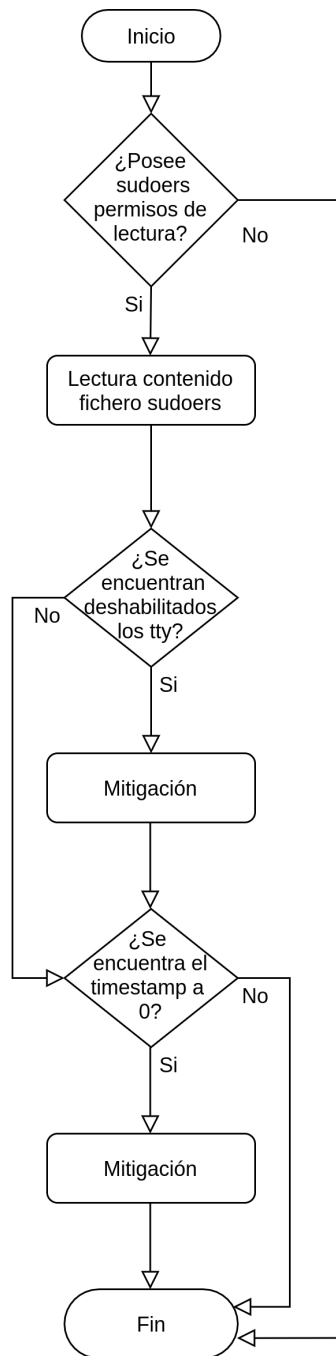 Inicio
¿Posee
sudoers
permisos de
lectura?
No
Si
Lectura contenido
fichero sudoers
¿Se
encuentran
deshabilitados
los tty?
No
Si
Mitigación
¿Se
encuentra el
timestamp a
0?
No
Si
Mitigación
Fin